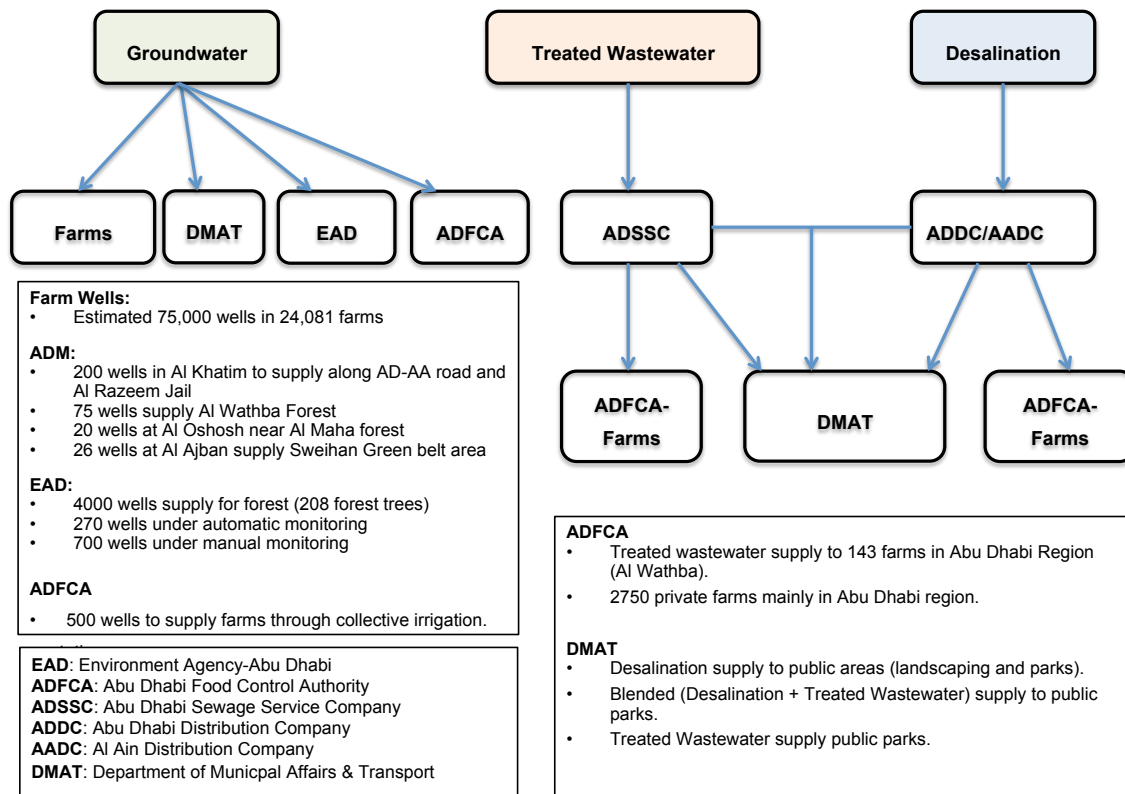 Groundwater
Treated Wastewater
Desalination
Farms
DMAT
EAD
ADFCA
ADSSC
ADDC/AADC
ADFCA-
Farms
DMAT
ADFCA-
Farms
Farm Wells:
• Estimated 75,000 wells in 24,081 farms
ADM:
• 200 wells in Al Khatim to supply along AD-AA road and
Al Razeem Jail
• 75 wells supply Al Wathba Forest
• 20 wells at Al Oshosh near Al Maha forest
• 26 wells at Al Ajban supply Sweihan Green belt area
EAD:
• 4000 wells supply for forest (208 forest trees)
• 270 wells under automatic monitoring
• 700 wells under manual monitoring
ADFCA
• 500 wells to supply farms through collective irrigation.
EAD: Environment Agency-Abu Dhabi
ADFCA: Abu Dhabi Food Control Authority
ADSSC: Abu Dhabi Sewage Service Company
ADDC: Abu Dhabi Distribution Company
AADC: Al Ain Distribution Company
DMAT: Department of Municpal Affairs & Transport
ADFCA
• Treated wastewater supply to 143 farms in Abu Dhabi Region
(Al Wathba).
• 2750 private farms mainly in Abu Dhabi region.
DMAT
• Desalination supply to public areas (landscaping and parks).
• Blended (Desalination + Treated Wastewater) supply to public
parks.
• Treated Wastewater supply public parks.